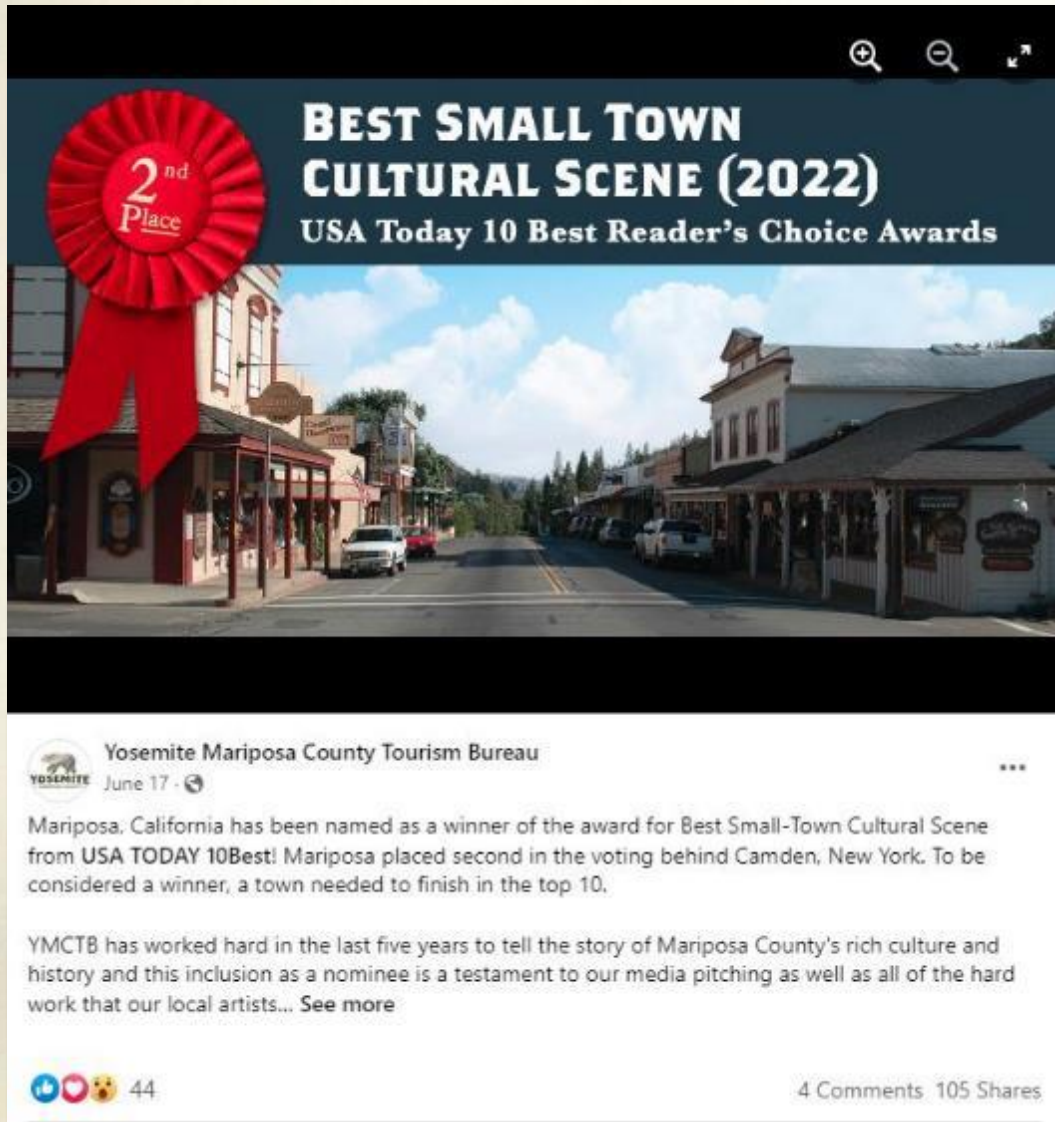 BEST SMALL TOWN
CULTURAL SCENE (2022)
USA Today 10 Best Reader's Choice Awards
2nd
Place
YOSEMITE
Yosemite Mariposa County Tourism Bureau
June 17 ·
Mariposa, California has been named as a winner of the award for Best Small-Town Cultural Scene
from USA TODAY 10Best! Mariposa placed second in the voting behind Camden, New York. To be
considered a winner, a town needed to finish in the top 10.
YMCTB has worked hard in the last five years to tell the story of Mariposa County's rich culture and
history and this inclusion as a nominee is a testament to our media pitching as well as all of the hard
work that our local artists... See more
44
4 Comments 105 Shares